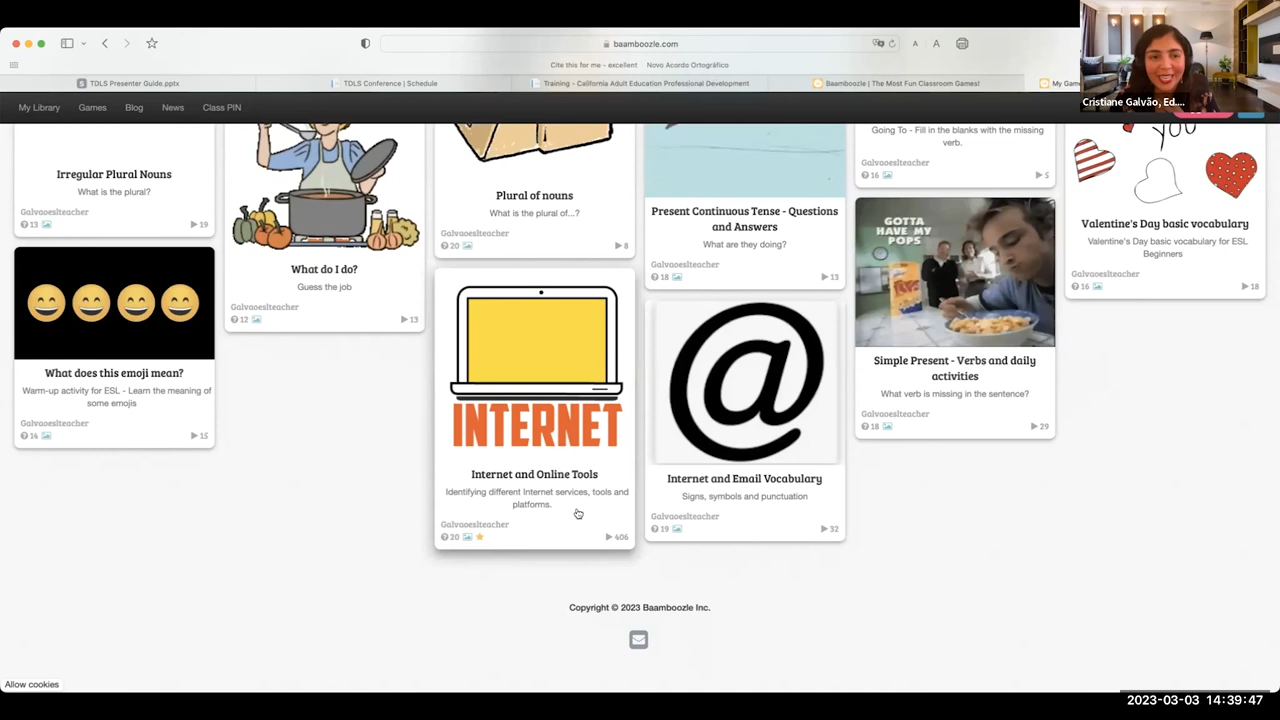 baamboozle.com
A
A
Cite this for me - excellent
Novo Acordo Ortográfico
TDLS Presenter Guide.pptx
TDLS Conference | Schedule
Training - California Adult Education Professional Development
Baamboozle | The Most Fun Classroom Games!
My Gam
Cristiane Galvão, Ed....
My Library
Games
Blog
News
Class PIN
Irregular Plural Nouns
What is the plural?
Galvaoeslteacher
13
19
What does this emoji mean?
Warm-up activity for ESL - Learn the meaning of
some emojis
Galvaoeslteacher
14
15
What do I do?
Guess the job
Galvaoeslteacher
12
13
Plural of nouns
What is the plural of...?
Galvaoeslteacher
20
8
INTERNET
Internet and Online Tools
Identifying different Internet services, tools and
platforms.
Galvaoeslteacher
20
406
Present Continuous Tense - Questions
and Answers
What are they doing?
Galvaoeslteacher
18
13
@
Internet and Email Vocabulary
Signs, symbols and punctuation
Galvaoeslteacher
19
32
Going To - Fill in the blanks with the missing
verb.
Galvaoeslteacher
16
5
GOTTA
HAVE MY
POPS
Simple Present - Verbs and daily
activities
What verb is missing in the sentence?
Galvaoeslteacher
18
29
YOU
Valentine's Day basic vocabulary
Valentine's Day basic vocabulary for ESL
Beginners
Galvaoeslteacher
16
18
Copyright © 2023 Baamboozle Inc.
Allow cookies
2023-03-03 14:39:47